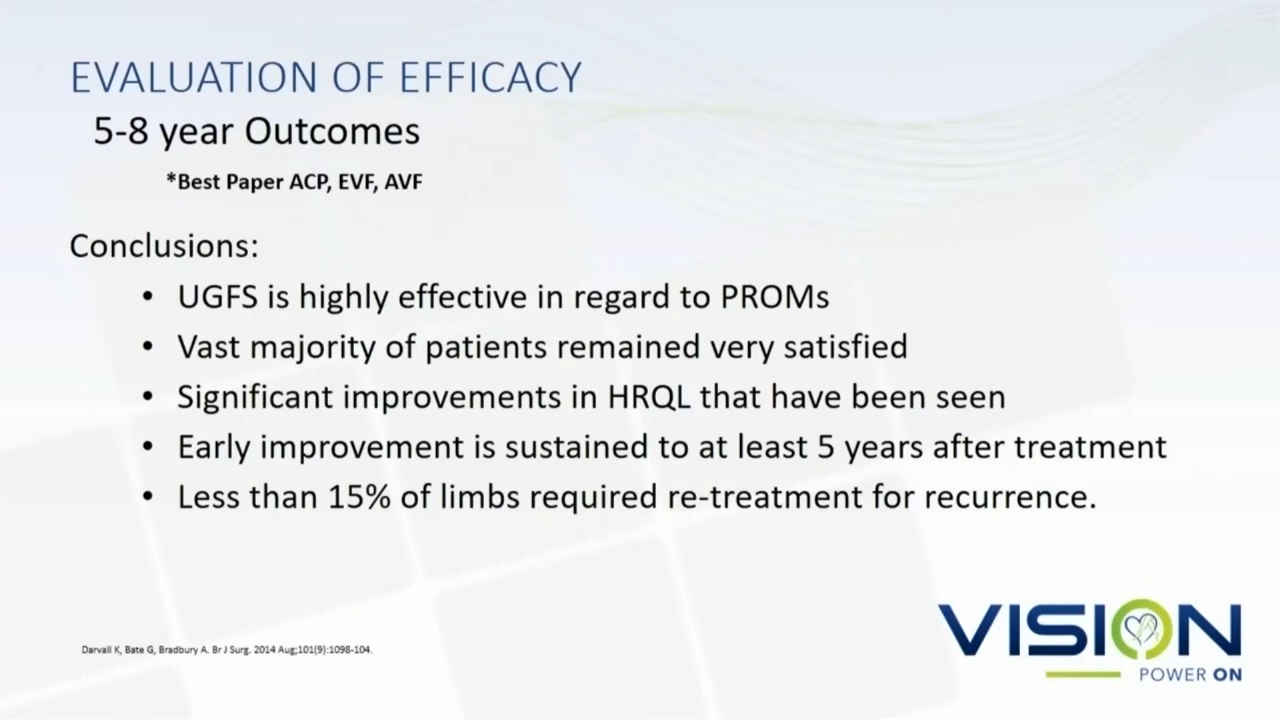 EVALUATION OF EFFICACY
5-8 year Outcomes
*Best Paper ACP, EVF, AVF
Conclusions:
• UGFS is highly effective in regard to PROMs
• Vast majority of patients remained very satisfied
• Significant improvements in HRQL that have been seen
• Early improvement is sustained to at least 5 years after treatment
• Less than 15% of limbs required re-treatment for recurrence.
Darvall K, Bate G, Bradbury A. Br J Surg. 2014 Aug;101(9):1098-104.
VISION
POWER ON